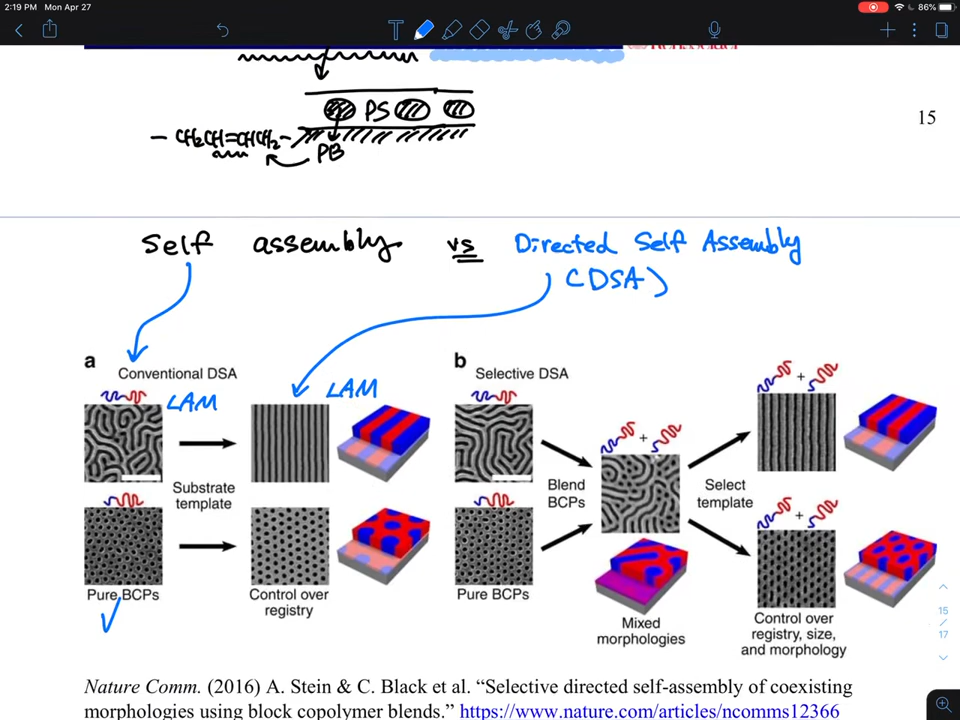 2:19 PM Mon Apr 27
86%
T
PS
15
- CH2CH=CHCH2-
PB
Self assembly vs Directed Self Assembly
(DSA)
a
Conventional DSA
LAM
LAM
Substrate
template
Pure BCPs
Control over
registry
b
Selective DSA
+
Blend
BCPs
Select
template
+
+
Pure BCPs
Mixed
morphologies
Control over
registry, size,
and morphology
15
/
17
Nature Comm. (2016) A. Stein & C. Black et al. “Selective directed self-assembly of coexisting
morphologies using block copolymer blends.” https://www.nature.com/articles/ncomms12366